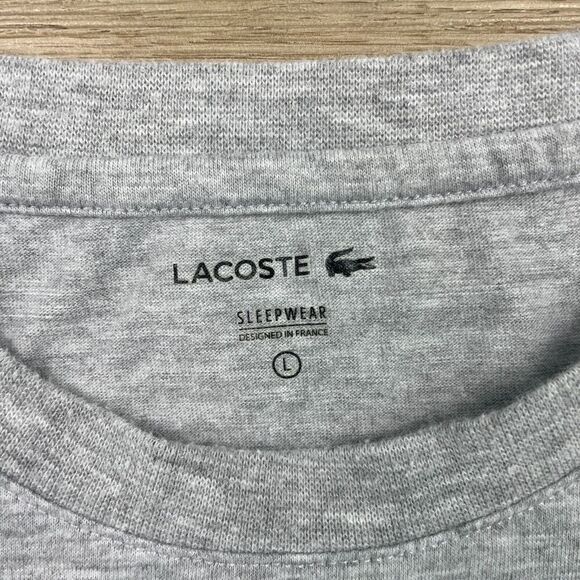 LACOSTE
SLEEPWEAR
DESIGNED IN FRANCE
L